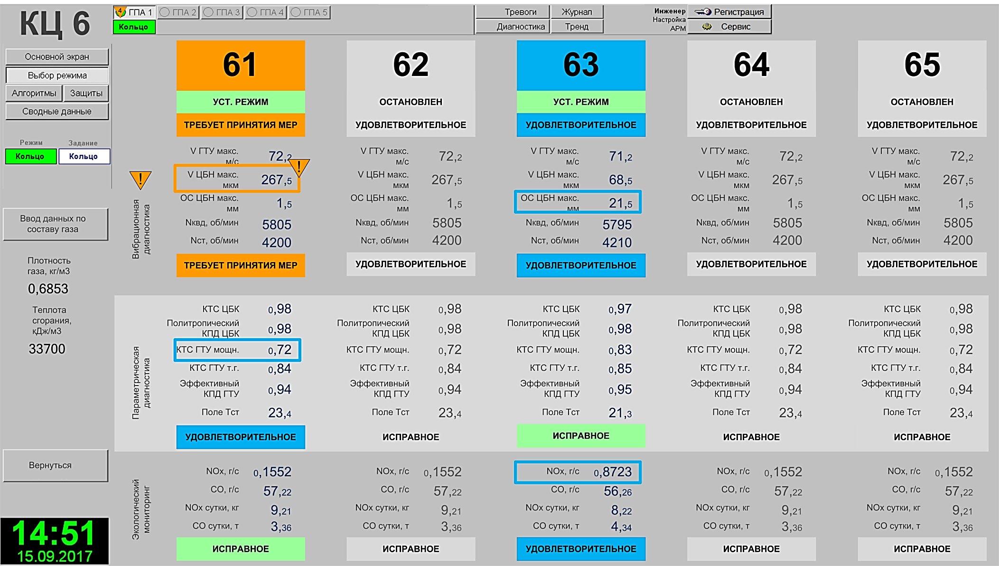 КЦ 6
4 ГПА 1 ГПА 2 ГПА 3 ГПА 4 ГПА 5
Кольцо
Тревоги Журнал
Диагностика Тренд
Инженер
Настройка
АРМ
Регистрация
Сервис
Основной экран
Выбор режима
Алгоритмы Защиты
Сводные данные
Режим Задание
Кольцо Кольцо
Ввод данных по
составу газа
Плотность
газа, кг/м3
0,6853
Теплота
сгорания,
кДж/м3
33700
Вернуться
14:51
15.09.2017
61 62 63 64 65
УСТ. РЕЖИМ ОСТАНОВЛЕН УСТ. РЕЖИМ ОСТАНОВЛЕН ОСТАНОВЛЕН
ТРЕБУЕТ ПРИНЯТИЯ МЕР УДОВЛЕТВОРИТЕЛЬНОЕ УДОВЛЕТВОРИТЕЛЬНОЕ УДОВЛЕТВОРИТЕЛЬНОЕ УДОВЛЕТВОРИТЕЛЬНОЕ
!
Вибрационная
диагностика
V ГТУ макс. V ГТУ макс. V ГТУ макс. V ГТУ макс. V ГТУ макс.
м/с 72,2 м/с 72,2 м/с 71,2 м/с 72,2 м/с 72,2
!
V ЦБН макс. V ЦБН макс. V ЦБН макс. V ЦБН макс. V ЦБН макс.
мкм 267,5 мкм 267,5 мкм 68,5 мкм 267,5 мкм 267,5
ОС ЦБН макс. ОС ЦБН макс. ОС ЦБН макс. ОС ЦБН макс. ОС ЦБН макс.
мм 1,5 мм 1,5 мм 21,5 мм 1,5 мм 1,5
Nквд, об/мин 5805 Nквд, об/мин 5805 Nквд, об/мин 5795 Nквд, об/мин 5805 Nквд, об/мин 5805
Nст, об/мин 4200 Nст, об/мин 4200 Nст, об/мин 4210 Nст, об/мин 4200 Nст, об/мин 4200
ТРЕБУЕТ ПРИНЯТИЯ МЕР УДОВЛЕТВОРИТЕЛЬНОЕ УДОВЛЕТВОРИТЕЛЬНОЕ УДОВЛЕТВОРИТЕЛЬНОЕ УДОВЛЕТВОРИТЕЛЬНОЕ
Параметрическая
диагностика
КТС ЦБК 0,98 КТС ЦБК 0,98 КТС ЦБК 0,97 КТС ЦБК 0,98 КТС ЦБК 0,98
Политропический Политропический Политропический Политропический Политропический
КПД ЦБК 0,98 КПД ЦБК 0,98 КПД ЦБК 0,98 КПД ЦБК 0,98 КПД ЦБК 0,98
КТС ГТУ мощн. 0,72 КТС ГТУ мощн. 0,72 КТС ГТУ мощн. 0,83 КТС ГТУ мощн. 0,72 КТС ГТУ мощн. 0,72
КТС ГТУ т.г. 0,84 КТС ГТУ т.г. 0,84 КТС ГТУ т.г. 0,85 КТС ГТУ т.г. 0,84 КТС ГТУ т.г. 0,84
Эффективный Эффективный Эффективный Эффективный Эффективный
КПД ГТУ 0,94 КПД ГТУ 0,94 КПД ГТУ 0,95 КПД ГТУ 0,94 КПД ГТУ 0,94
Поле Тст 23,4 Поле Тст 23,4 Поле Тст 21,3 Поле Тст 23,4 Поле Тст 23,4
УДОВЛЕТВОРИТЕЛЬНОЕ ИСПРАВНОЕ ИСПРАВНОЕ ИСПРАВНОЕ ИСПРАВНОЕ
Экологический
мониторинг
NOx, г/с 0,1552 NOx, г/с 0,1552 NOx, г/с 0,8723 NOx, г/с 0,1552 NOx, г/с 0,1552
CO, г/с 57,22 CO, г/с 57,22 CO, г/с 56,26 CO, г/с 57,22 CO, г/с 57,22
NOx сутки, кг 9,21 NOx сутки, кг 9,21 NOx сутки, кг 8,22 NOx сутки, кг 9,21 NOx сутки, кг 9,21
CO сутки, т 3,36 CO сутки, т 3,36 CO сутки, т 4,34 CO сутки, т 3,36 CO сутки, т 3,36
ИСПРАВНОЕ ИСПРАВНОЕ УДОВЛЕТВОРИТЕЛЬНОЕ ИСПРАВНОЕ ИСПРАВНОЕ